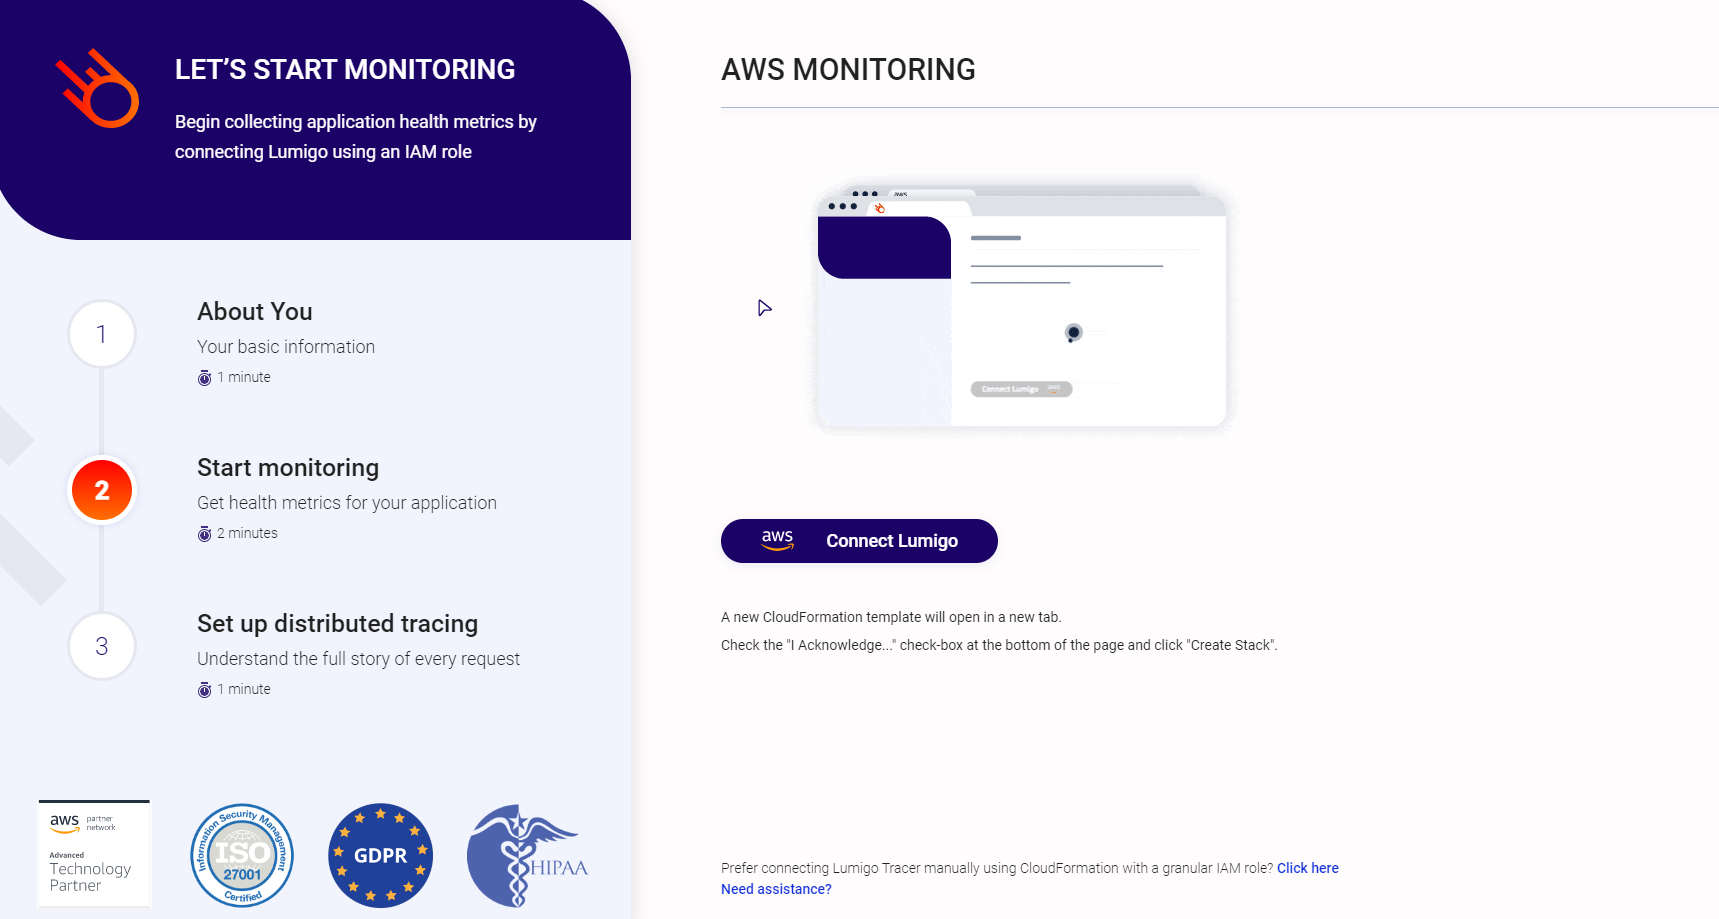 LET'S START MONITORING
Begin collecting application health metrics by
connecting Lumigo using an IAM role
1
About You
Your basic information
1 minute
2
Start monitoring
Get health metrics for your application
2 minutes
3
Set up distributed tracing
Understand the full story of every request
1 minute
aws partner
network
Advanced
Technology
Partner
Information Security Management
ISO
27001
Certified
GDPR
HIPAA
AWS MONITORING
aws
Connect Lumigo aws
aws Connect Lumigo
A new CloudFormation template will open in a new tab.
Check the "I Acknowledge..." check-box at the bottom of the page and click "Create Stack".
Prefer connecting Lumigo Tracer manually using CloudFormation with a granular IAM role? Click here
Need assistance?